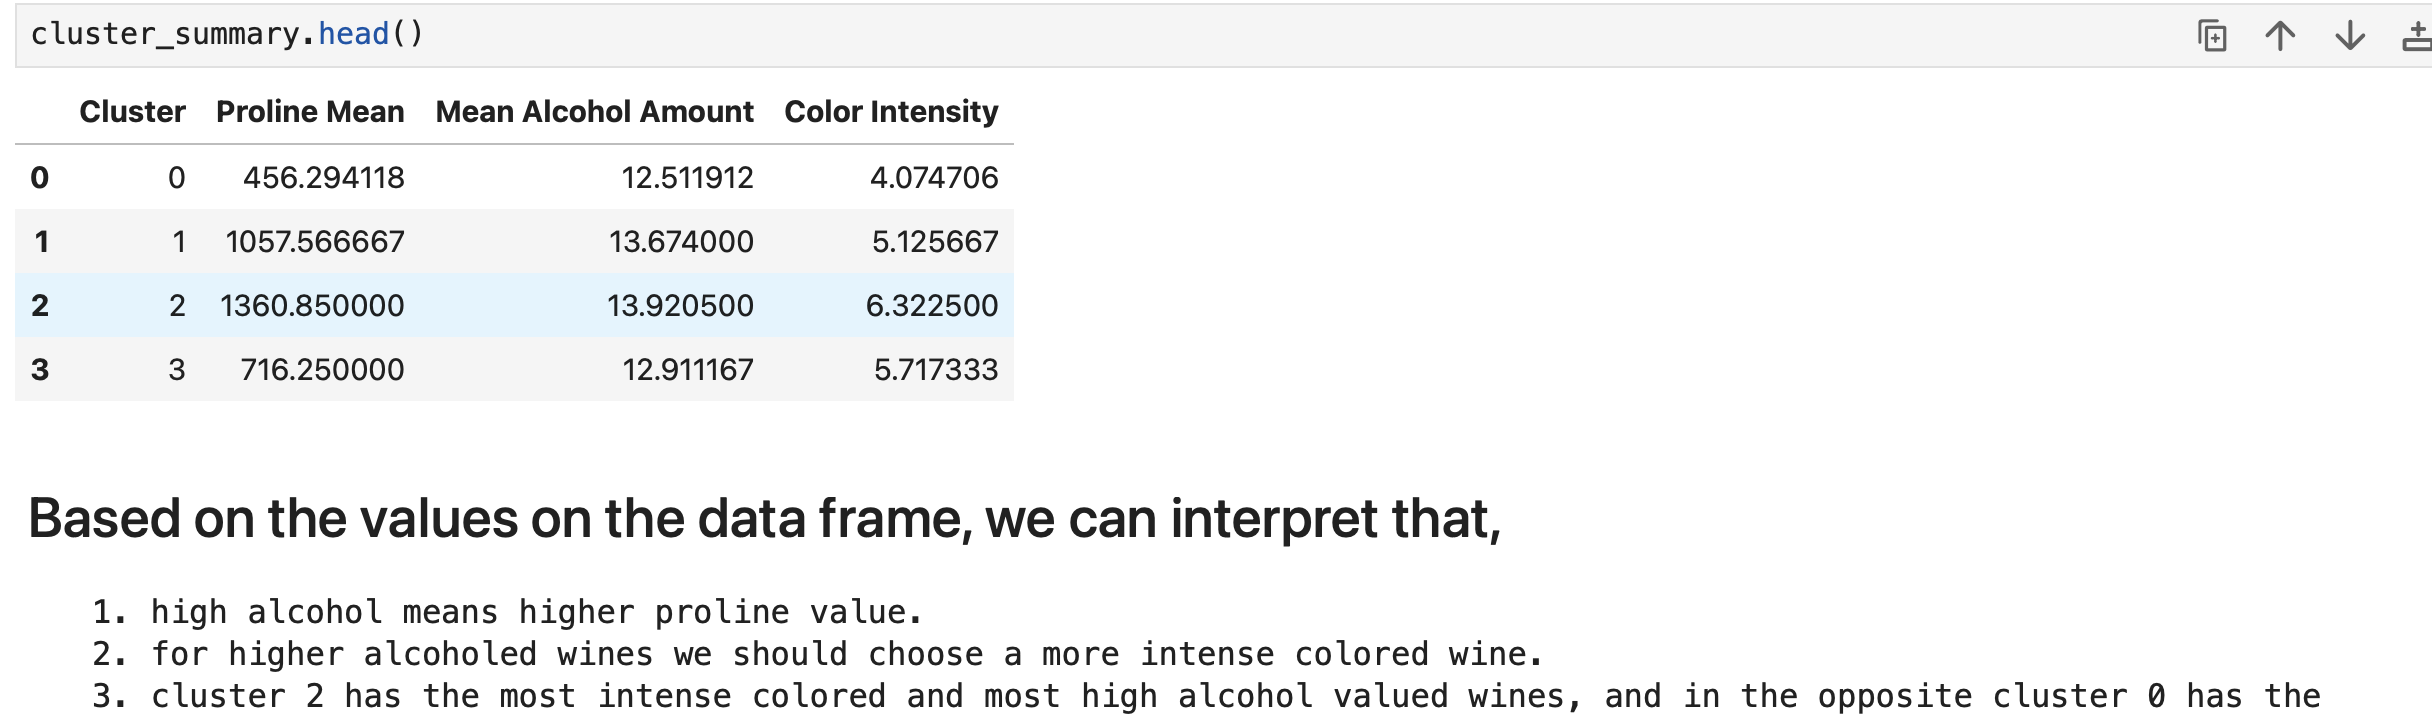 cluster_summary.head()
Cluster Proline Mean Mean Alcohol Amount Color Intensity
0 0 456.294118 12.511912 4.074706
1 1 1057.566667 13.674000 5.125667
2 2 1360.850000 13.920500 6.322500
3 3 716.250000 12.911167 5.717333
Based on the values on the data frame, we can interpret that,
1. high alcohol means higher proline value.
2. for higher alcoholed wines we should choose a more intense colored wine.
3. cluster 2 has the most intense colored and most high alcohol valued wines, and in the opposite cluster 0 has the